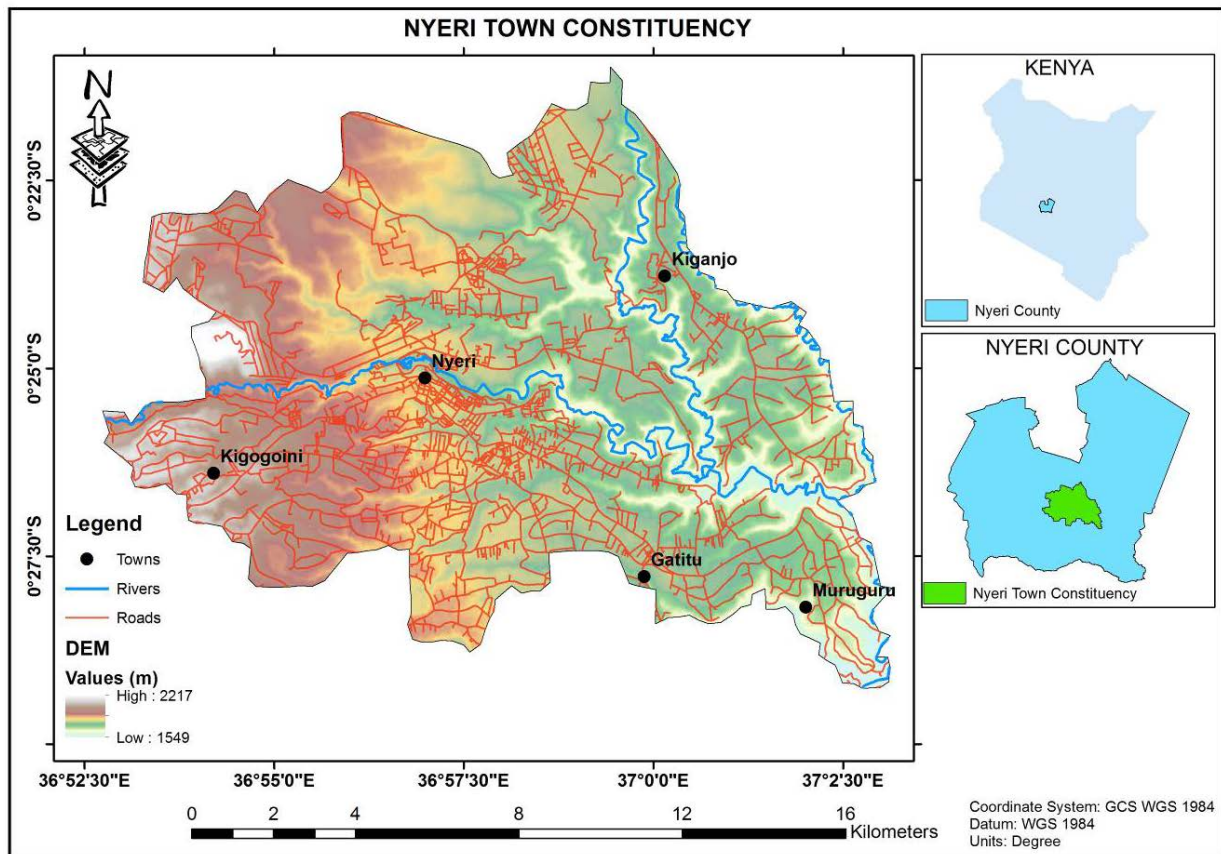 NYERI TOWN CONSTITUENCY
N
0°22'30"S
0°25'0"S
0°27'30"S
Kiganjo
Nyeri
Kigogoini
Gatitu
Muruguru
Legend
Towns
Rivers
Roads
DEM
Values (m)
High : 2217
Low : 1549
36°52'30"E 36°55'0"E 36°57'30"E 37°0'0"E 37°2'30"E
0 2 4 8 12 16
Kilometers
KENYA
Nyeri County
NYERI COUNTY
Nyeri Town Constituency
Coordinate System: GCS WGS 1984
Datum: WGS 1984
Units: Degree